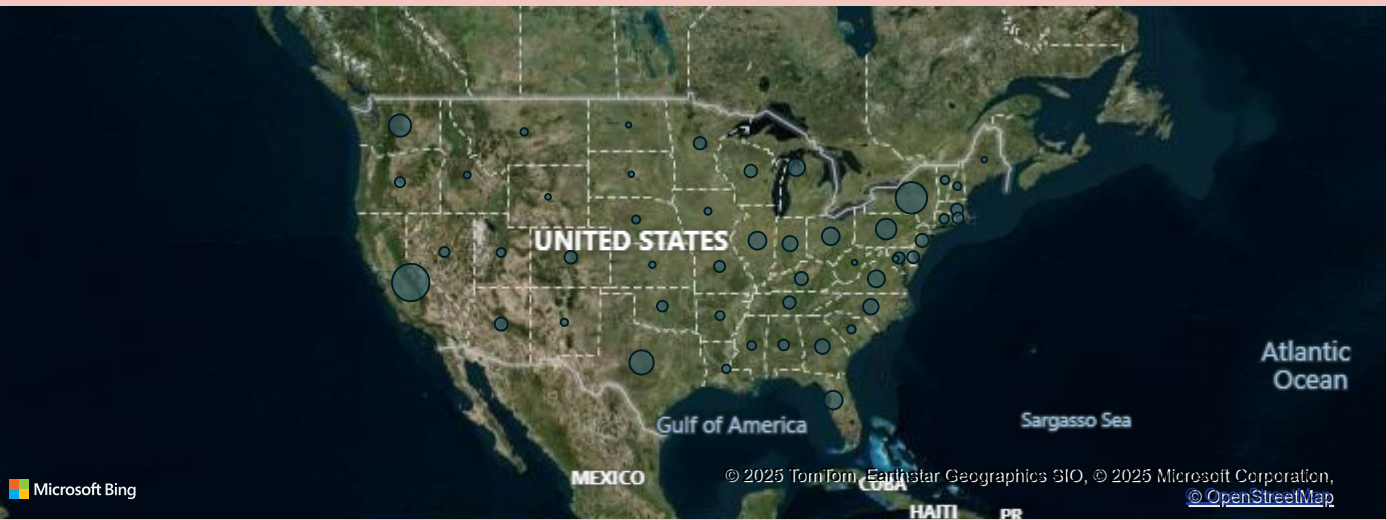 UNITED STATES
Atlantic
Ocean
Gulf of America
Sargasso Sea
MEXICO
© 2025 TomTom, Earthstar Geographics SIO, © 2025 Microsoft Corporation,
CUBA
Microsoft Bing
© OpenStreetMap
HAITI
PR